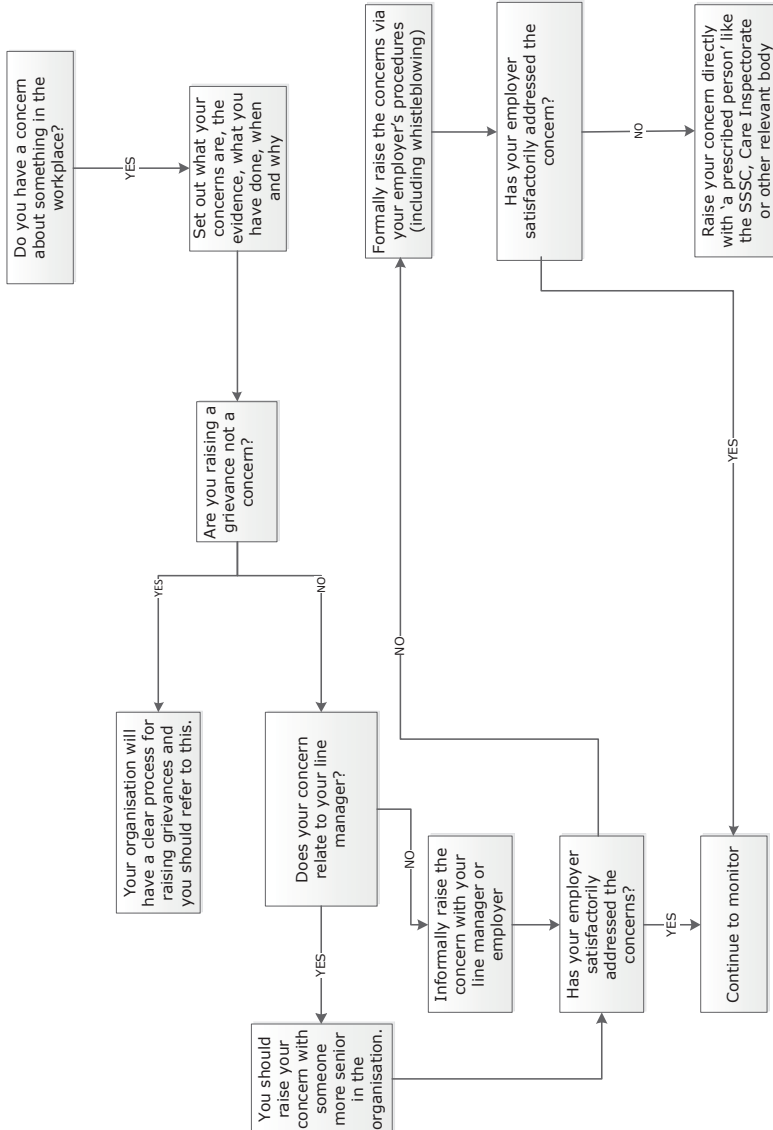 Do you have a concern
about something in the
workplace?
YES
Set out what your
concerns are, the
evidence, what you
have done, when
and why
Are you raising a
grievance not a
concern?
YES
NO
Your organisation will
have a clear process for
raising grievances and
you should refer to this.
Does your concern
relate to your line
manager?
YES
NO
You should
raise your
concern with
someone
more senior
in the
organisation.
Informally raise the
concern with your
line manager or
employer
Has your employer
satisfactorily
addressed the
concerns?
YES
NO
Continue to monitor
Formally raise the concerns via
your employer's procedures
(including whistleblowing)
Has your employer
satisfactorily addressed the
concern?
YES
NO
Raise your concern directly
with ‘a prescribed person’ like
the SSSC, Care Inspectorate
or other relevant body